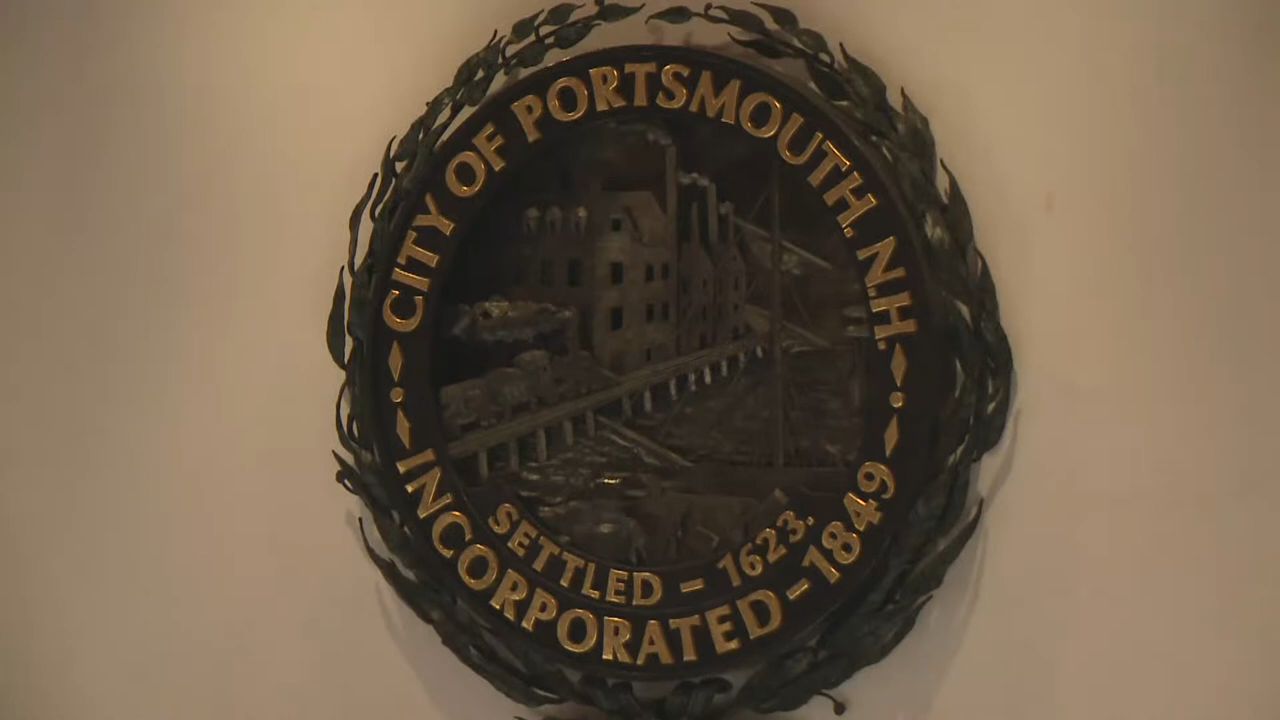 CITY OF PORTSMOUTH. N.H.
SETTLED – 1623.
INCORPORATED – 1849